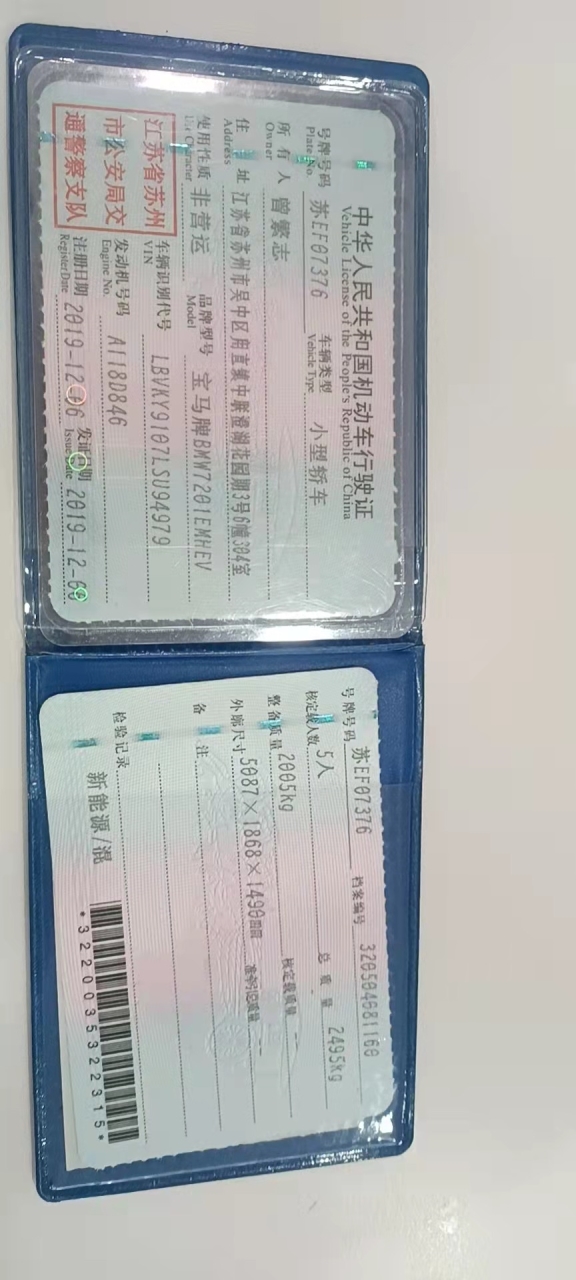 中华人民共和国机动车行驶证
Vehicle License of the People's Republic of China
号牌号码 苏EF07376 车辆类型 小型轿车
Plate No. Vehicle Type
所有人 曾繁志
Owner
住址 江苏省苏州市吴中区甪直镇中联澄湖花园期3号6幢304室
Address
使用性质 非营运 品牌型号 宝马牌BMW7201EMHEV
Use Character Model
江苏省苏州
市公安局交
通警察支队
车辆识别代号 LBVKY9107LSU94979
VIN
发动机号码 A118D846
Engine No.
注册日期 2019-12-06 发证日期 2019-12-
Register Date Issue Date
号牌号码 苏EF07376 档案编号 320504081160
核定载人数 5人 总质量 2495kg
整备质量 2005kg 核定载质量 --
外廓尺寸 5087×1868×1490mm 准牵引总质量 --
备注
检验记录
新能源/混
*3220035322315*